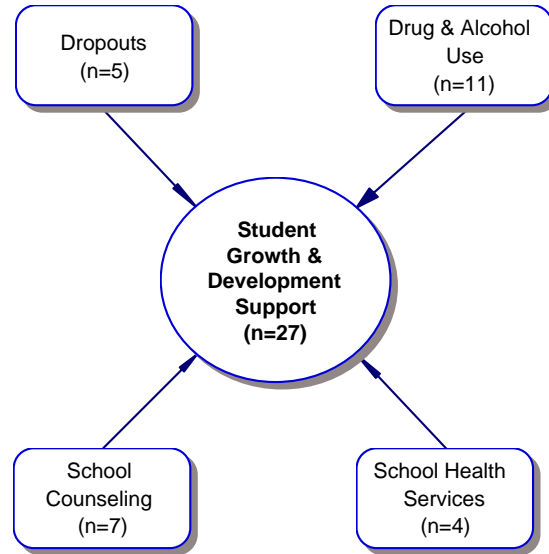 Dropouts
(n=5)
Drug & Alcohol
Use
(n=11)
Student
Growth &
Development
Support
(n=27)
School
Counseling
(n=7)
School Health
Services
(n=4)